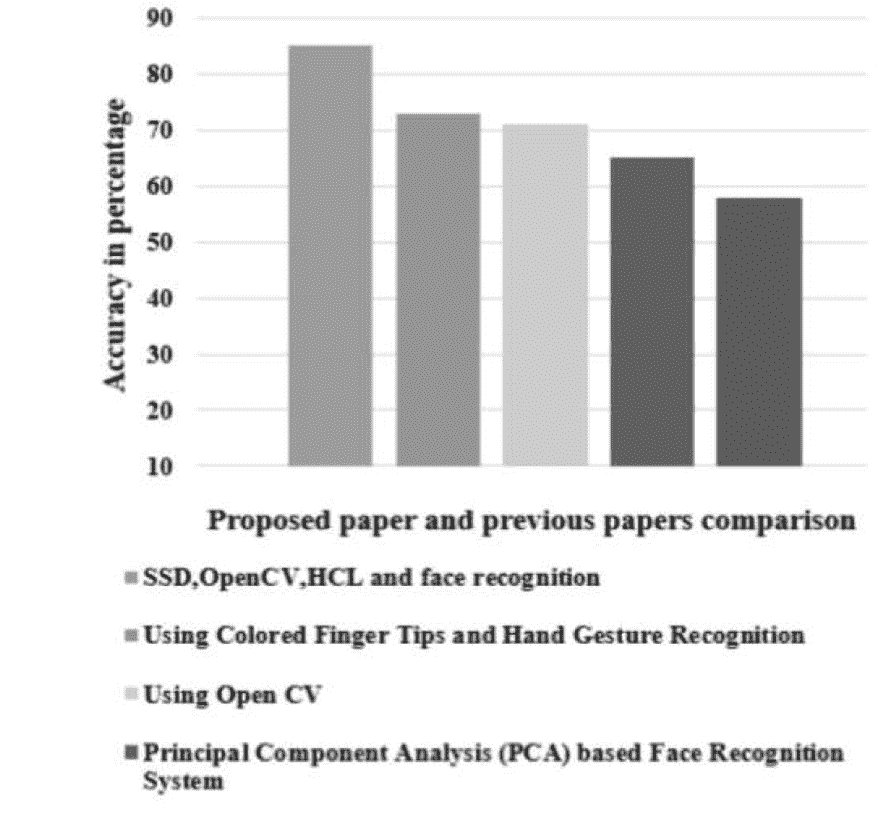 90
80
70
60
50
40
30
20
10
Accuracy in percentage
Proposed paper and previous papers comparison
SSD,OpenCV,HCL and face recognition
Using Colored Finger Tips and Hand Gesture Recognition
Using Open CV
Principal Component Analysis (PCA) based Face Recognition
System